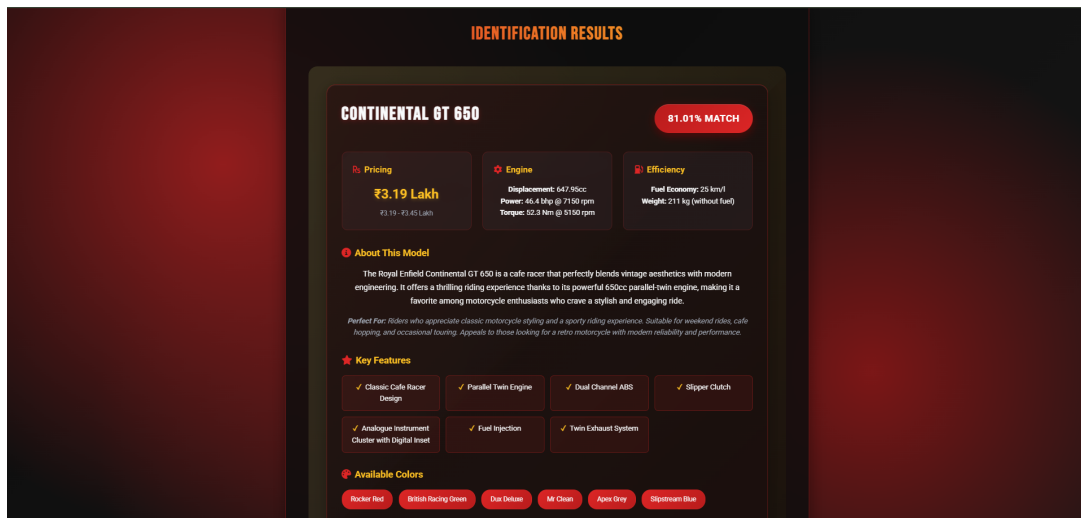 IDENTIFICATION RESULTS
CONTINENTAL GT 650
81.01% MATCH
Pricing
₹3.19 Lakh
₹3.19 - ₹3.45 Lakh
Engine
Displacement: 647.95cc
Power: 46.4 bhp @ 7150 rpm
Torque: 52.3 Nm @ 5150 rpm
Efficiency
Fuel Economy: 25 km/l
Weight: 211 kg (without fuel)
About This Model
The Royal Enfield Continental GT 650 is a cafe racer that perfectly blends vintage aesthetics with modern
engineering. It offers a thrilling riding experience thanks to its powerful 650cc parallel-twin engine, making it a
favorite among motorcycle enthusiasts who crave a stylish and engaging ride.
Perfect For: Riders who appreciate classic motorcycle styling and a sporty riding experience. Suitable for weekend rides, cafe
hopping, and occasional touring. Appeals to those looking for a retro motorcycle with modern reliability and performance.
Key Features
✓ Classic Cafe Racer
Design
✓ Parallel Twin Engine
✓ Dual Channel ABS
✓ Slipper Clutch
✓ Analogue Instrument
Cluster with Digital Inset
✓ Fuel Injection
✓ Twin Exhaust System
Available Colors
Rocker Red
British Racing Green
Dux Deluxe
Mr Clean
Apex Grey
Slipstream Blue